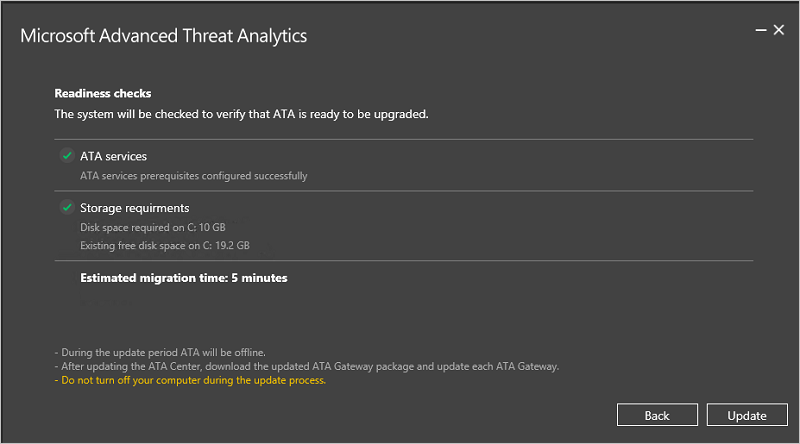 Microsoft Advanced Threat Analytics
Readiness checks
The system will be checked to verify that ATA is ready to be upgraded.
ATA services
ATA services prerequisites configured successfully
Storage requirments
Disk space required on C: 10 GB
Existing free disk space on C: 19.2 GB
Estimated migration time: 5 minutes
- During the update period ATA will be offline.
- After updating the ATA Center, download the updated ATA Gateway package and update each ATA Gateway.
- Do not turn off your computer during the update process.
Back
Update